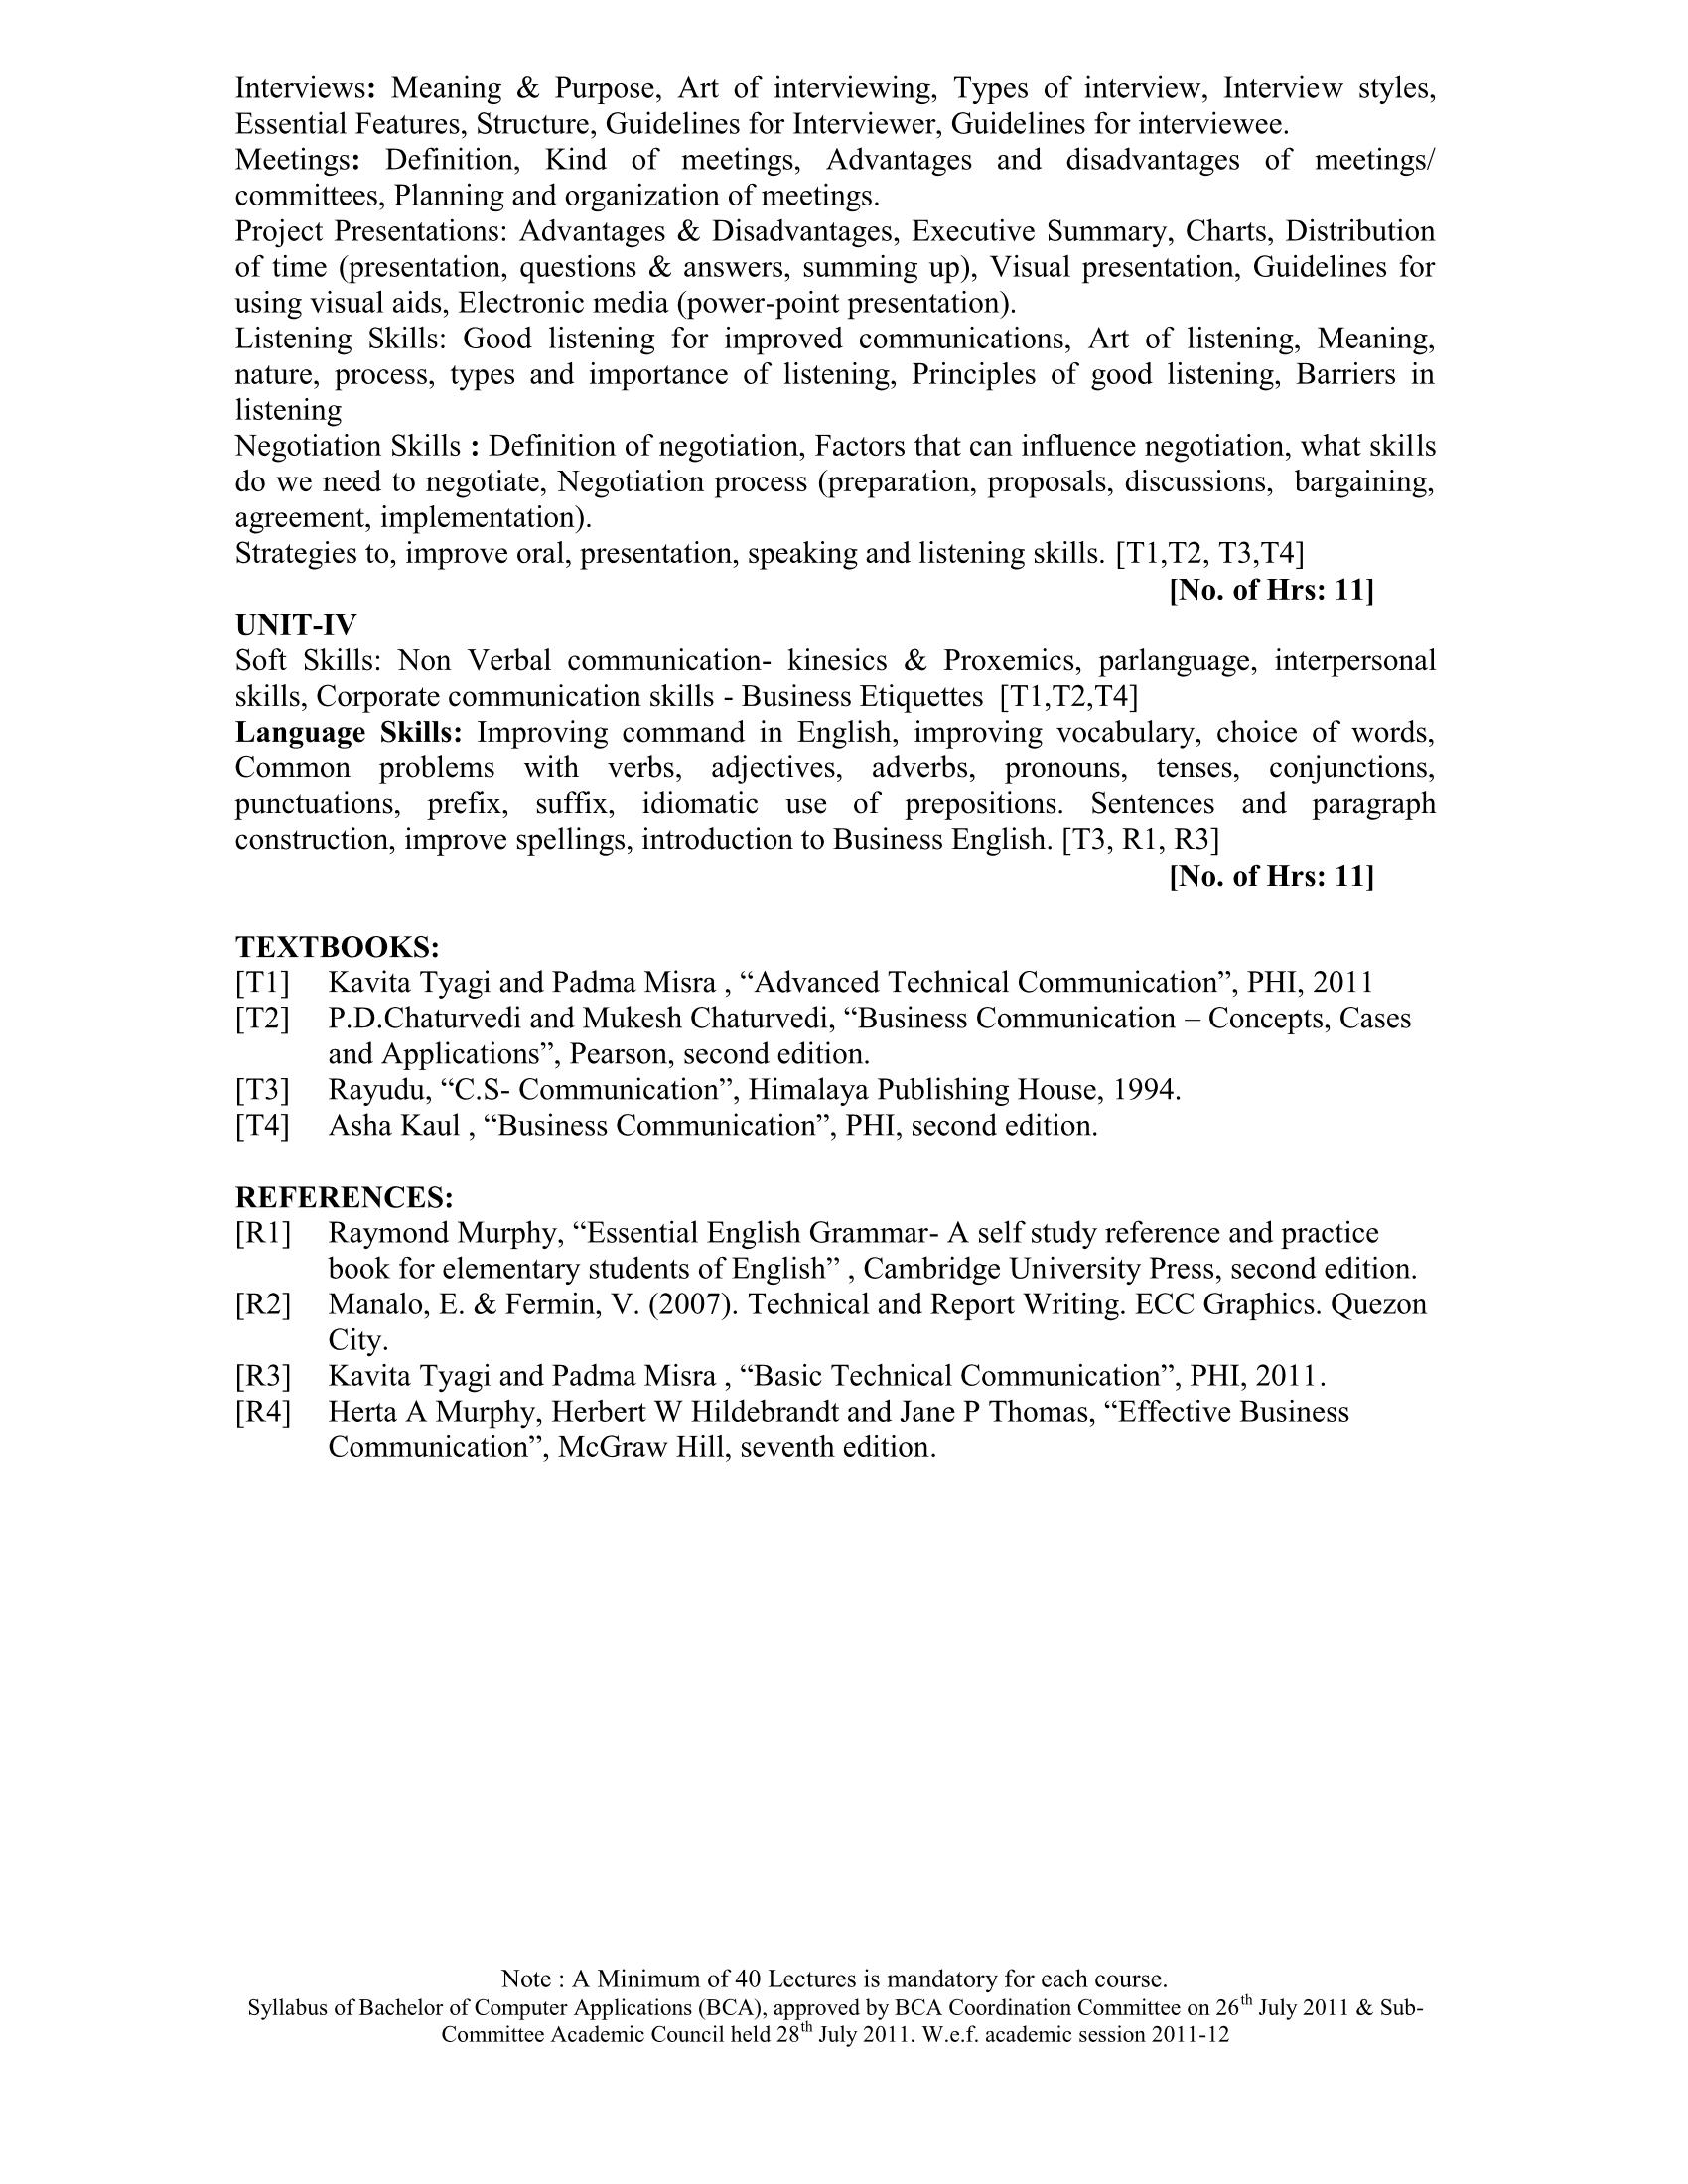 Interviews: Meaning & Purpose, Art of interviewing, Types of interview, Interview styles,
Essential Features, Structure, Guidelines for Interviewer, Guidelines for interviewee.
Meetings: Definition, Kind of meetings, Advantages and disadvantages of meetings/
committees, Planning and organization of meetings.
Project Presentations: Advantages & Disadvantages, Executive Summary, Charts, Distribution
of time (presentation, questions & answers, summing up), Visual presentation, Guidelines for
using visual aids, Electronic media (power-point presentation).
Listening Skills: Good listening for improved communications, Art of listening, Meaning,
nature, process, types and importance of listening, Principles of good listening, Barriers in
listening
Negotiation Skills : Definition of negotiation, Factors that can influence negotiation, what skills
do we need to negotiate, Negotiation process (preparation, proposals, discussions, bargaining,
agreement, implementation).
Strategies to, improve oral, presentation, speaking and listening skills. [T1,T2, T3,T4]
[No. of Hrs: 11]
UNIT-IV
Soft Skills: Non Verbal communication- kinesics & Proxemics, parlanguage, interpersonal
skills, Corporate communication skills - Business Etiquettes [T1,T2,T4]
Language Skills: Improving command in English, improving vocabulary, choice of words,
Common problems with verbs, adjectives, adverbs, pronouns, tenses, conjunctions,
punctuations, prefix, suffix, idiomatic use of prepositions. Sentences and paragraph
construction, improve spellings, introduction to Business English. [T3, R1, R3]
[No. of Hrs: 11]
TEXTBOOKS:
[T1] Kavita Tyagi and Padma Misra , “Advanced Technical Communication”, PHI, 2011
[T2] P.D.Chaturvedi and Mukesh Chaturvedi, “Business Communication – Concepts, Cases
and Applications”, Pearson, second edition.
[T3] Rayudu, “C.S- Communication”, Himalaya Publishing House, 1994.
[T4] Asha Kaul , “Business Communication”, PHI, second edition.
REFERENCES:
[R1] Raymond Murphy, “Essential English Grammar- A self study reference and practice
book for elementary students of English” , Cambridge University Press, second edition.
[R2] Manalo, E. & Fermin, V. (2007). Technical and Report Writing. ECC Graphics. Quezon
City.
[R3] Kavita Tyagi and Padma Misra , “Basic Technical Communication”, PHI, 2011.
[R4] Herta A Murphy, Herbert W Hildebrandt and Jane P Thomas, “Effective Business
Communication”, McGraw Hill, seventh edition.
Note : A Minimum of 40 Lectures is mandatory for each course.
Syllabus of Bachelor of Computer Applications (BCA), approved by BCA Coordination Committee on 26th July 2011 & Sub-
Committee Academic Council held 28th July 2011. W.e.f. academic session 2011-12